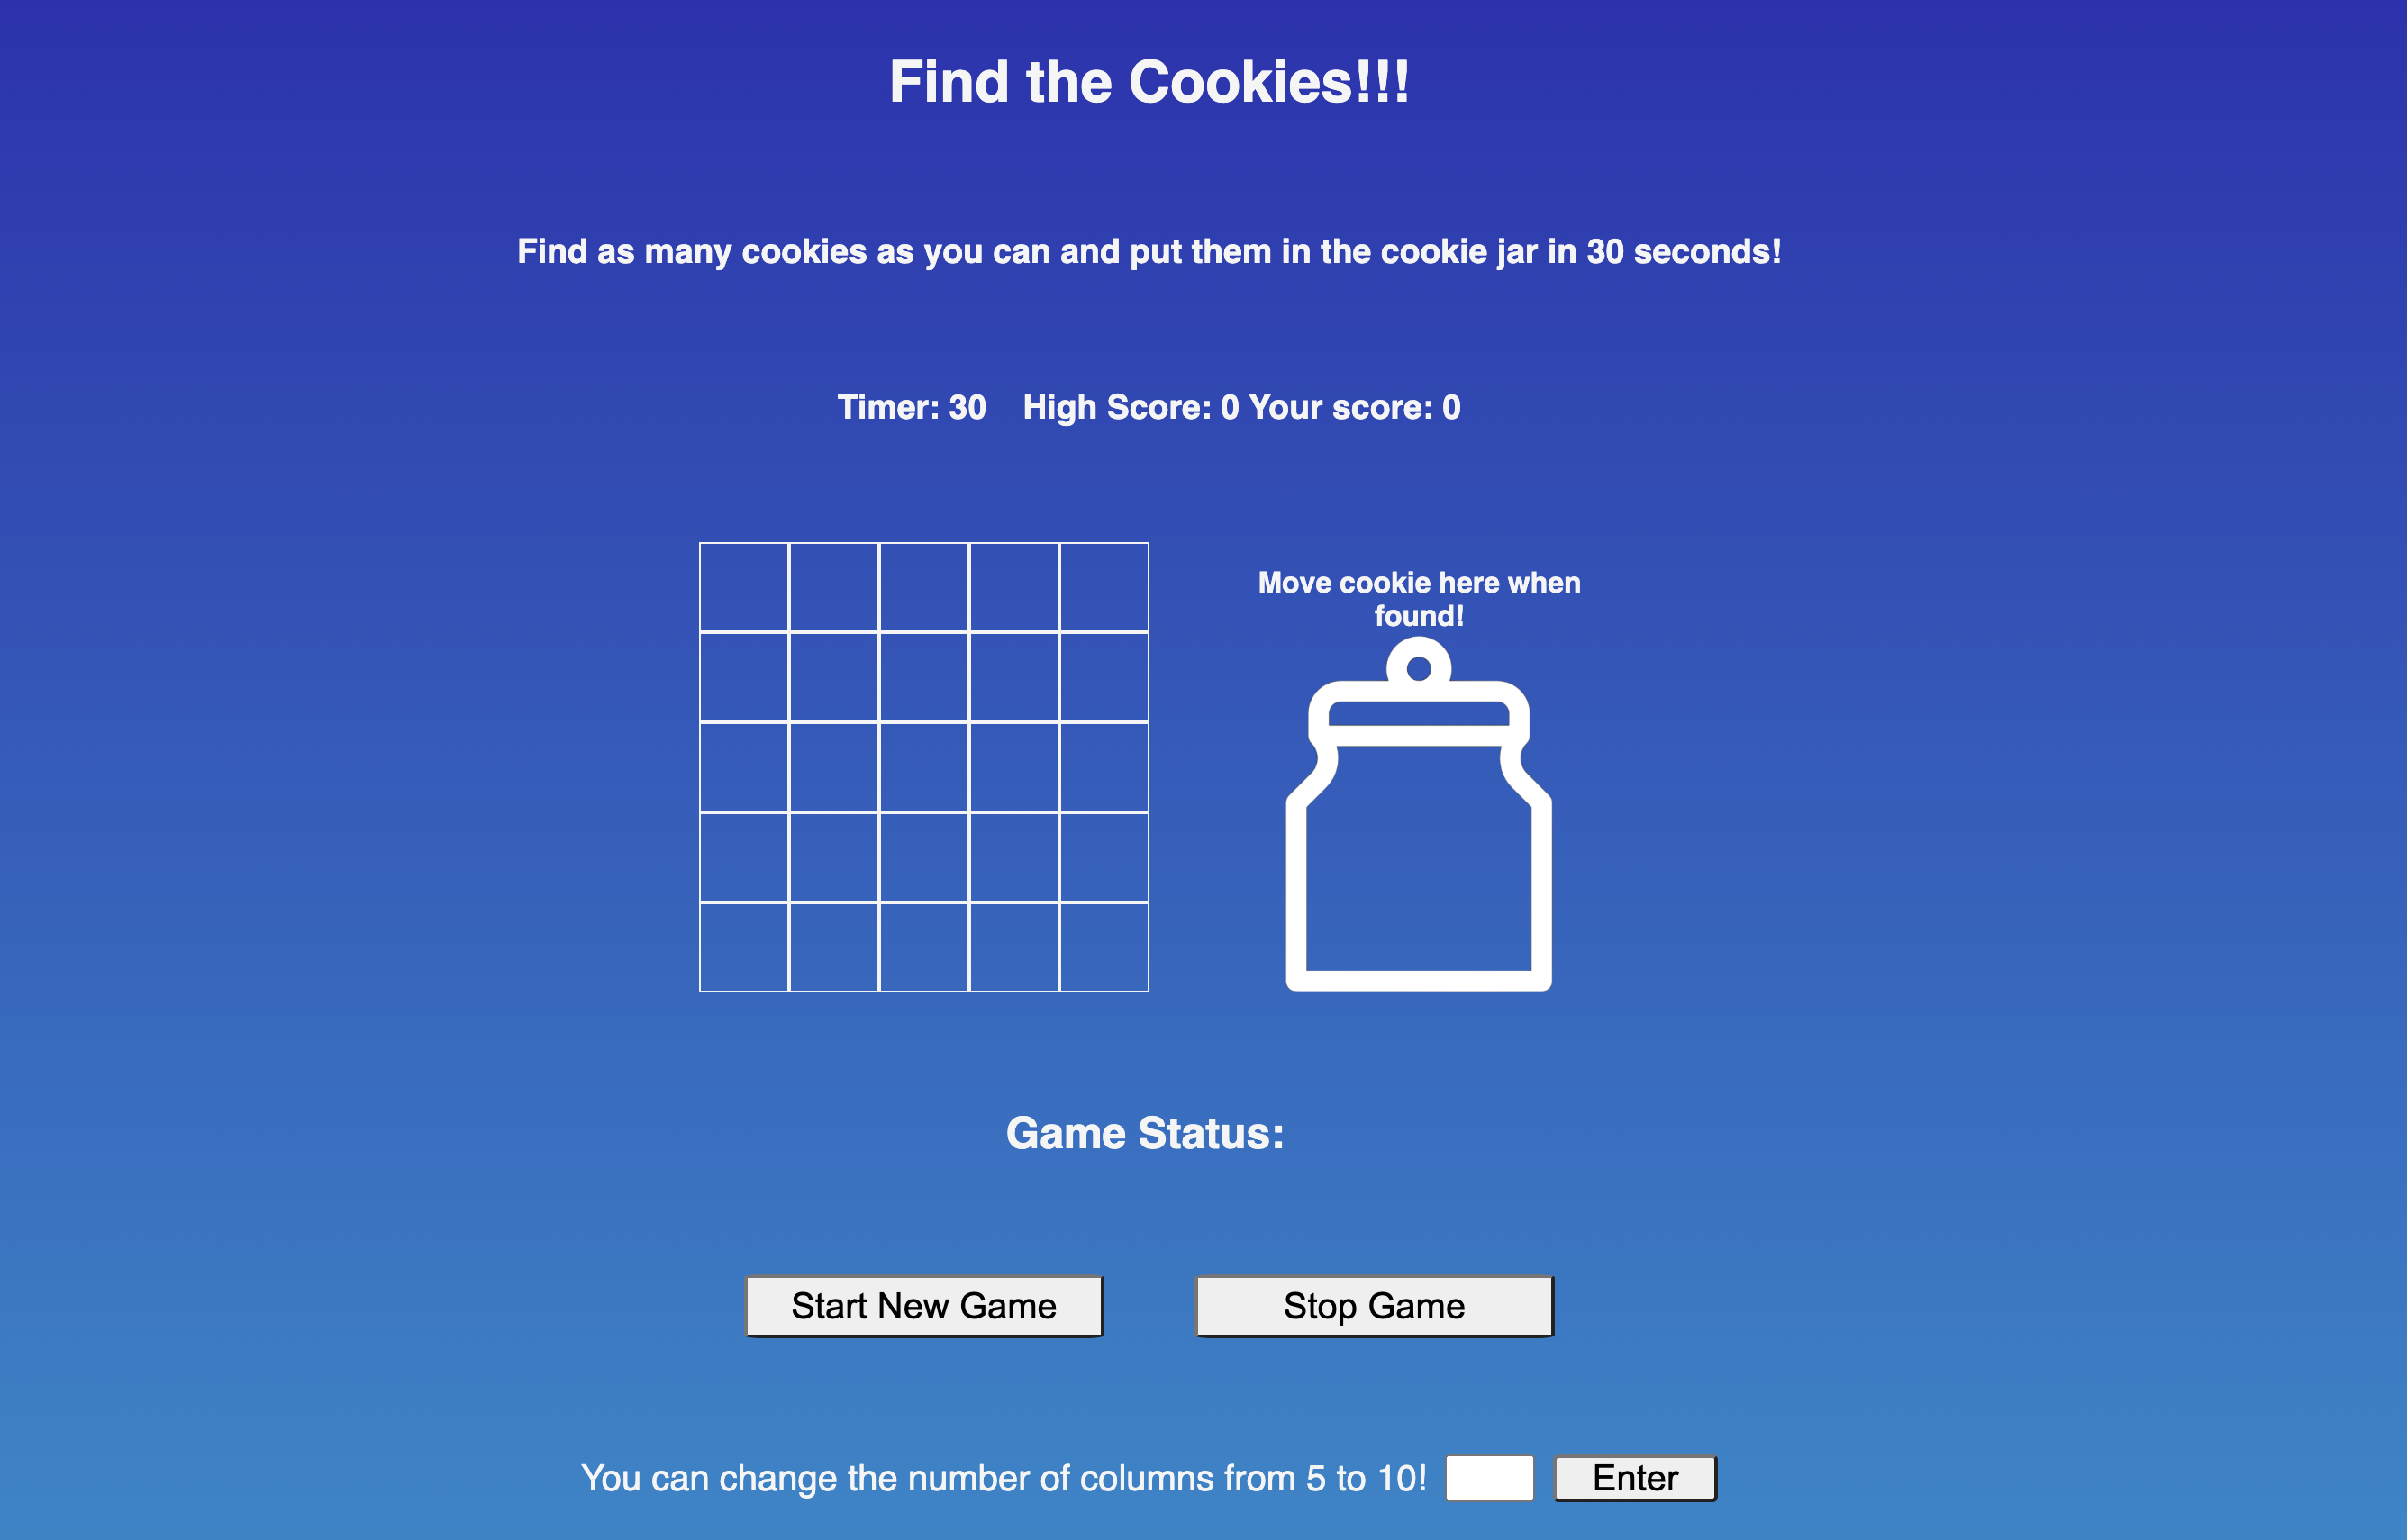 Find the Cookies!!!
Find as many cookies as you can and put them in the cookie jar in 30 seconds!
Timer: 30 High Score: 0 Your score: 0
Move cookie here when
found!
Game Status:
Start New Game Stop Game
You can change the number of columns from 5 to 10! Enter